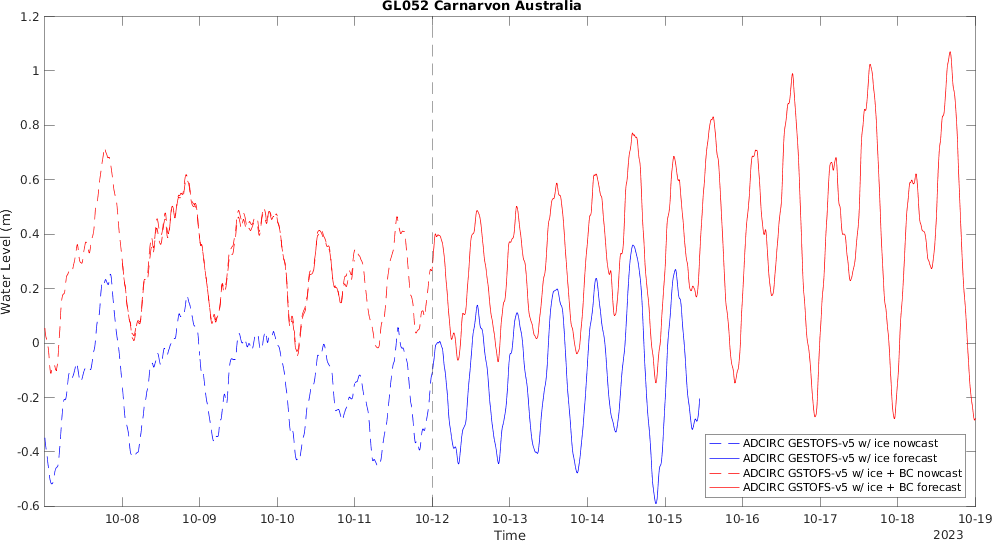 GL052 Carnarvon Australia
1.2
1
0.8
0.6
0.4
0.2
0
-0.2
-0.4
-0.6
Water Level (m)
10-08 10-09 10-10 10-11 10-12 10-13 10-14 10-15 10-16 10-17 10-18 10-19
Time
2023
ADCIRC GESTOFS-v5 w/ ice nowcast
ADCIRC GESTOFS-v5 w/ ice forecast
ADCIRC GSTOFS-v5 w/ ice + BC nowcast
ADCIRC GSTOFS-v5 w/ ice + BC forecast